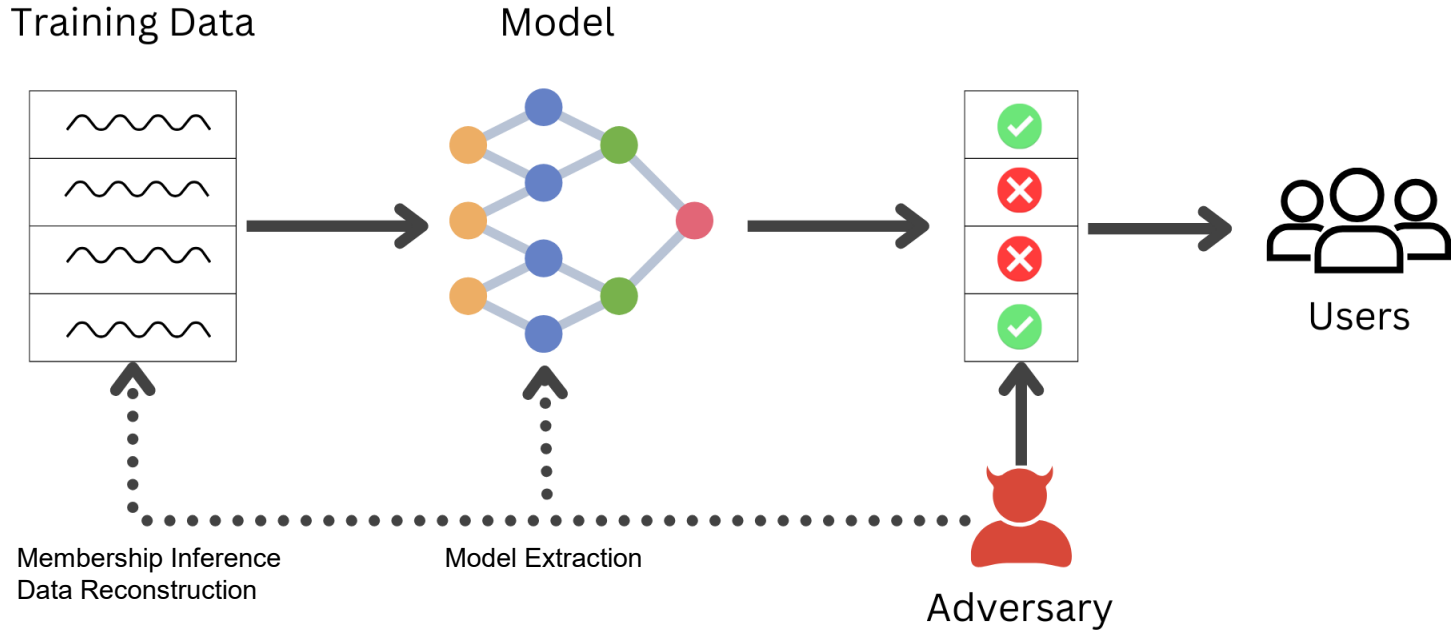 Training Data
Model
Users
Membership Inference
Data Reconstruction
Model Extraction
Adversary